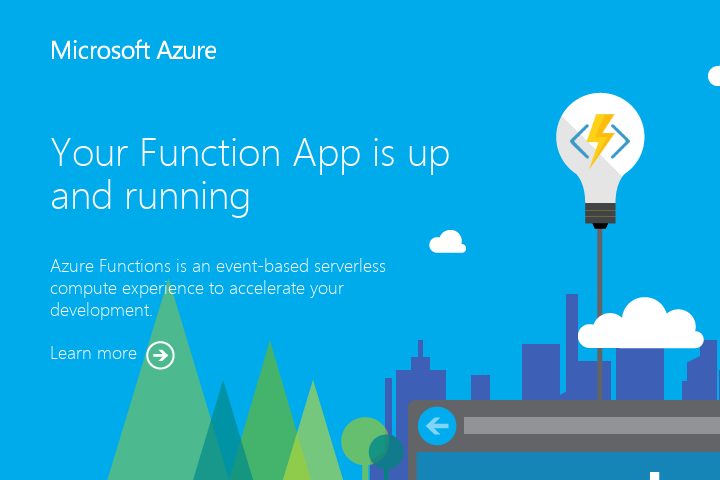 Microsoft Azure
Your Function App is up
and running
Azure Functions is an event-based serverless
compute experience to accelerate your
development.
Learn more